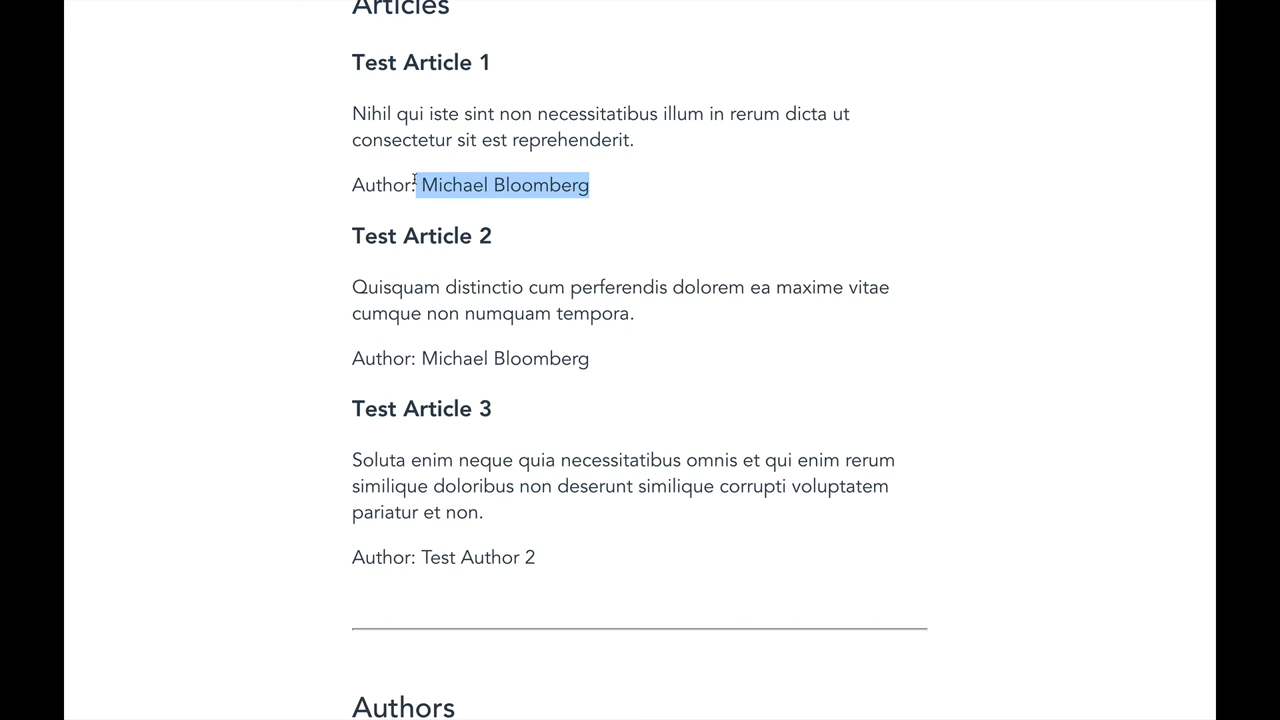 Articles
Test Article 1
Nihil qui iste sint non necessitatibus illum in rerum dicta ut
consectetur sit est reprehenderit.
Author: Michael Bloomberg
Test Article 2
Quisquam distinctio cum perferendis dolorem ea maxime vitae
cumque non numquam tempora.
Author: Michael Bloomberg
Test Article 3
Soluta enim neque quia necessitatibus omnis et qui enim rerum
similique doloribus non deserunt similique corrupti voluptatem
pariatur et non.
Author: Test Author 2
Authors